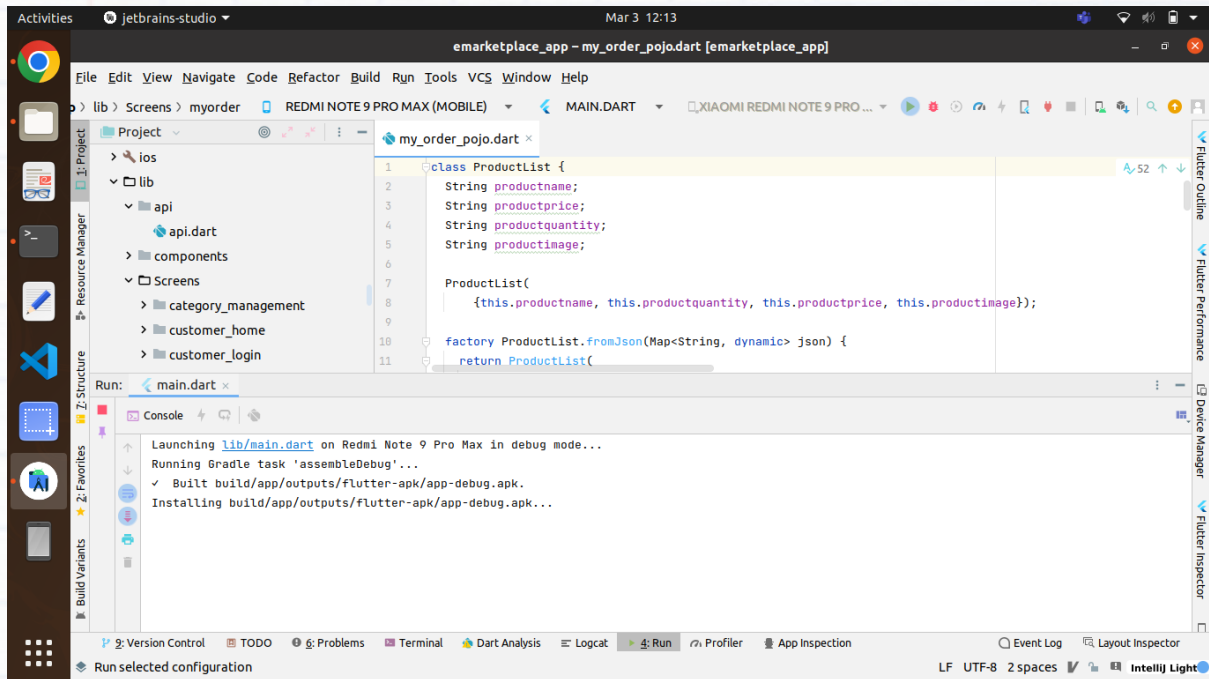 Activities jetbrains-studio Mar 3 12:13
emarketplace_app – my_order_pojo.dart [emarketplace_app]
File Edit View Navigate Code Refactor Build Run Tools VCS Window Help
lib Screens myorder REDMI NOTE 9 PRO MAX (MOBILE) MAIN.DART XIAOMI REDMI NOTE 9 PRO ...
Project
my_order_pojo.dart
ios
lib
api
api.dart
components
Screens
category_management
customer_home
customer_login
1 class ProductList {
2 String productname;
3 String productprice;
4 String productquantity;
5 String productimage;
6
7 ProductList(
8 {this.productname, this.productquantity, this.productprice, this.productimage});
9
10 factory ProductList.fromJson(Map<String, dynamic> json) {
11 return ProductList(
52
1: Project
Resource Manager
Z: Structure
2: Favorites
Build Variants
Flutter Outline
Flutter Performance
Device Manager
Flutter Inspector
Run: main.dart
Console
Launching lib/main.dart on Redmi Note 9 Pro Max in debug mode...
Running Gradle task 'assembleDebug'...
✓ Built build/app/outputs/flutter-apk/app-debug.apk.
Installing build/app/outputs/flutter-apk/app-debug.apk...
9: Version Control TODO 6: Problems Terminal Dart Analysis Logcat 4: Run Profiler App Inspection Event Log Layout Inspector
Run selected configuration LF UTF-8 2 spaces IntelliJ Light